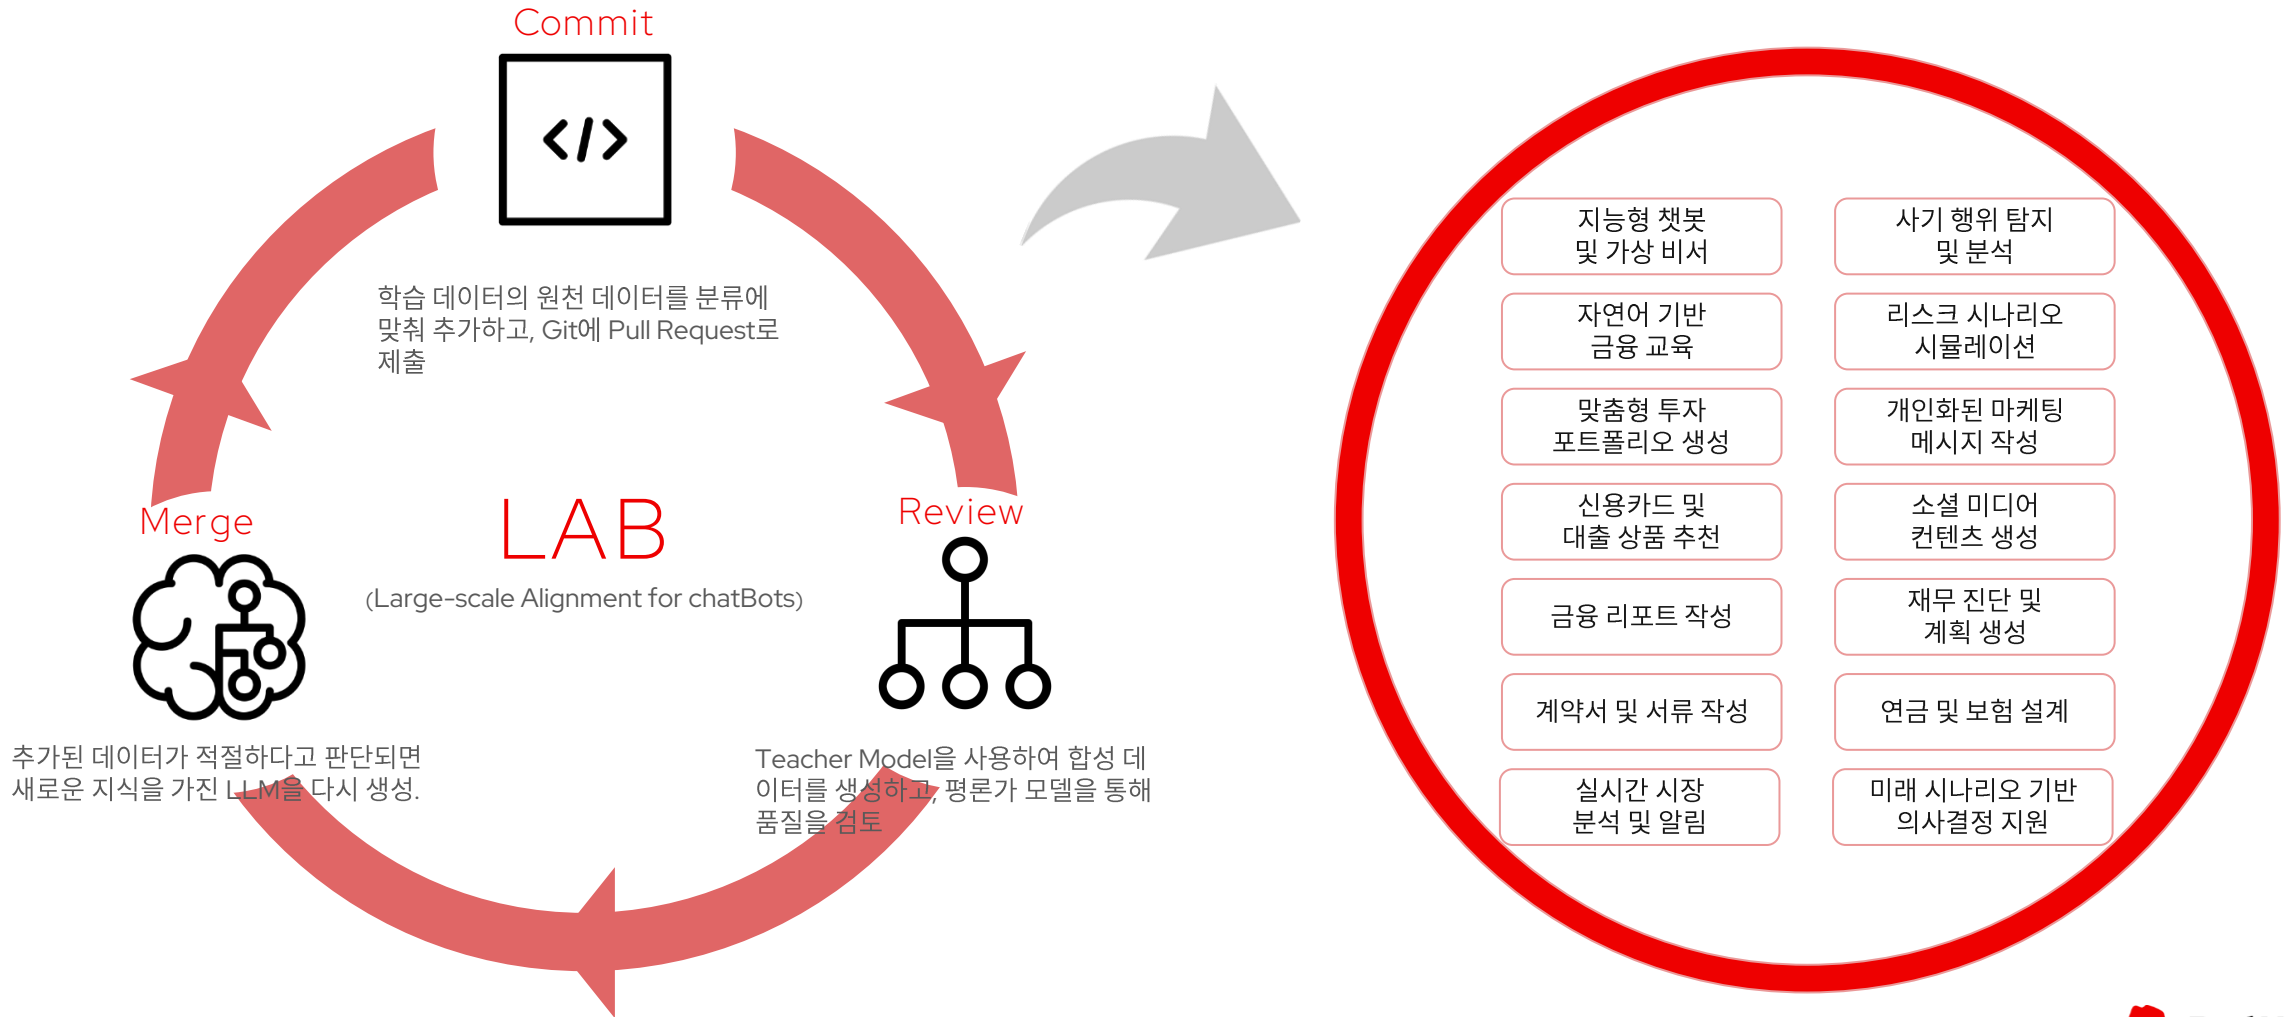 Commit
</>
학습 데이터의 원천 데이터를 분류에
맞춰 추가하고, Git에 Pull Request로
제출
Merge
추가된 데이터가 적절하다고 판단되면
새로운 지식을 가진 LLM을 다시 생성.
LAB
(Large-scale Alignment for chatBots)
Review
Teacher Model을 사용하여 합성 데
이터를 생성하고, 평론가 모델을 통해
품질을 검토
지능형 챗봇
및 가상 비서
사기 행위 탐지
및 분석
자연어 기반
금융 교육
리스크 시나리오
시뮬레이션
맞춤형 투자
포트폴리오 생성
개인화된 마케팅
메시지 작성
신용카드 및
대출 상품 추천
소셜 미디어
컨텐츠 생성
금융 리포트 작성
재무 진단 및
계획 생성
계약서 및 서류 작성
연금 및 보험 설계
실시간 시장
분석 및 알림
미래 시나리오 기반
의사결정 지원